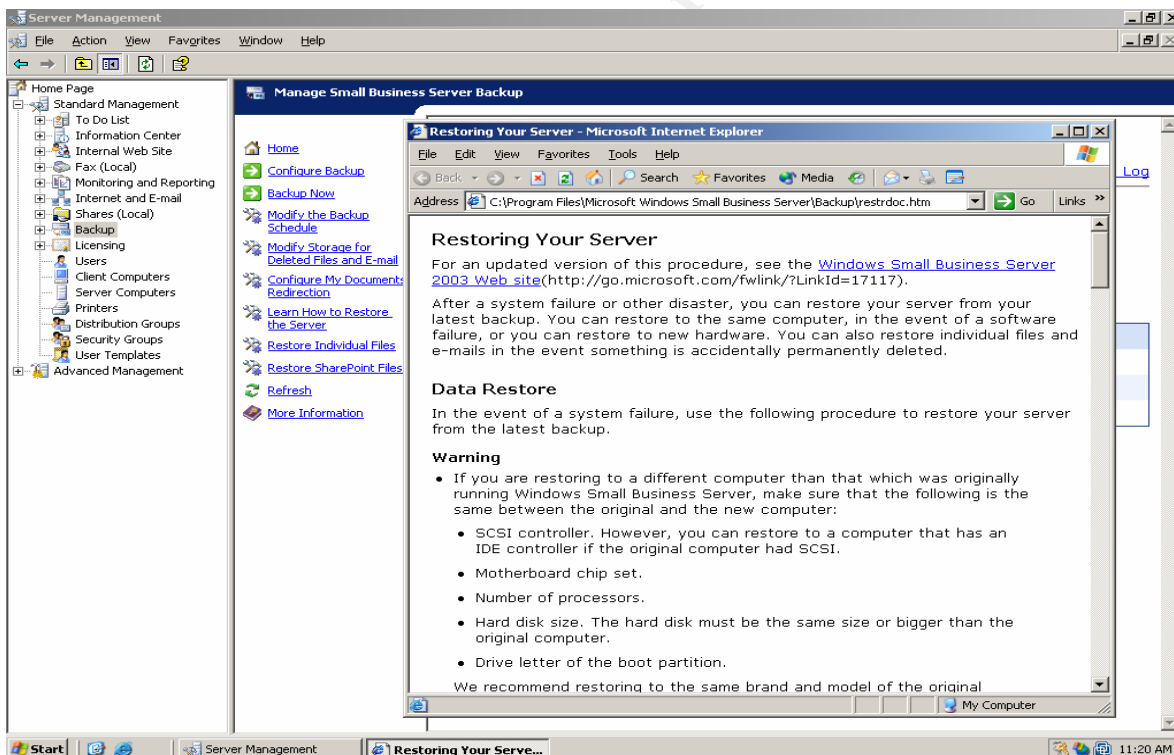 Server Management
File Action View Favorites Window Help
Home Page
Standard Management
To Do List
Information Center
Internal Web Site
Fax (Local)
Monitoring and Reporting
Internet and E-mail
Shares (Local)
Backup
Licensing
Users
Client Computers
Server Computers
Printers
Distribution Groups
Security Groups
User Templates
Advanced Management
Manage Small Business Server Backup
Home
Configure Backup
Backup Now
Modify the Backup
Schedule
Modify Storage for
Deleted Files and E-mail
Configure My Documents
Redirection
Learn How to Restore
the Server
Restore Individual Files
Restore SharePoint Files
Refresh
More Information
Log
Restoring Your Server - Microsoft Internet Explorer
File Edit View Favorites Tools Help
Back Search Favorites Media
Address C:\Program Files\Microsoft Windows Small Business Server\Backup\restrdoc.htm Go Links »
Restoring Your Server
For an updated version of this procedure, see the Windows Small Business Server
2003 Web site(http://go.microsoft.com/fwlink/?LinkId=17117).
After a system failure or other disaster, you can restore your server from your
latest backup. You can restore to the same computer, in the event of a software
failure, or you can restore to new hardware. You can also restore individual files and
e-mails in the event something is accidentally permanently deleted.
Data Restore
In the event of a system failure, use the following procedure to restore your server
from the latest backup.
Warning
• If you are restoring to a different computer than that which was originally
running Windows Small Business Server, make sure that the following is the
same between the original and the new computer:
• SCSI controller. However, you can restore to a computer that has an
IDE controller if the original computer had SCSI.
• Motherboard chip set.
• Number of processors.
• Hard disk size. The hard disk must be the same size or bigger than the
original computer.
• Drive letter of the boot partition.
We recommend restoring to the same brand and model of the original
My Computer
Start Server Management Restoring Your Serve... 11:20 AM